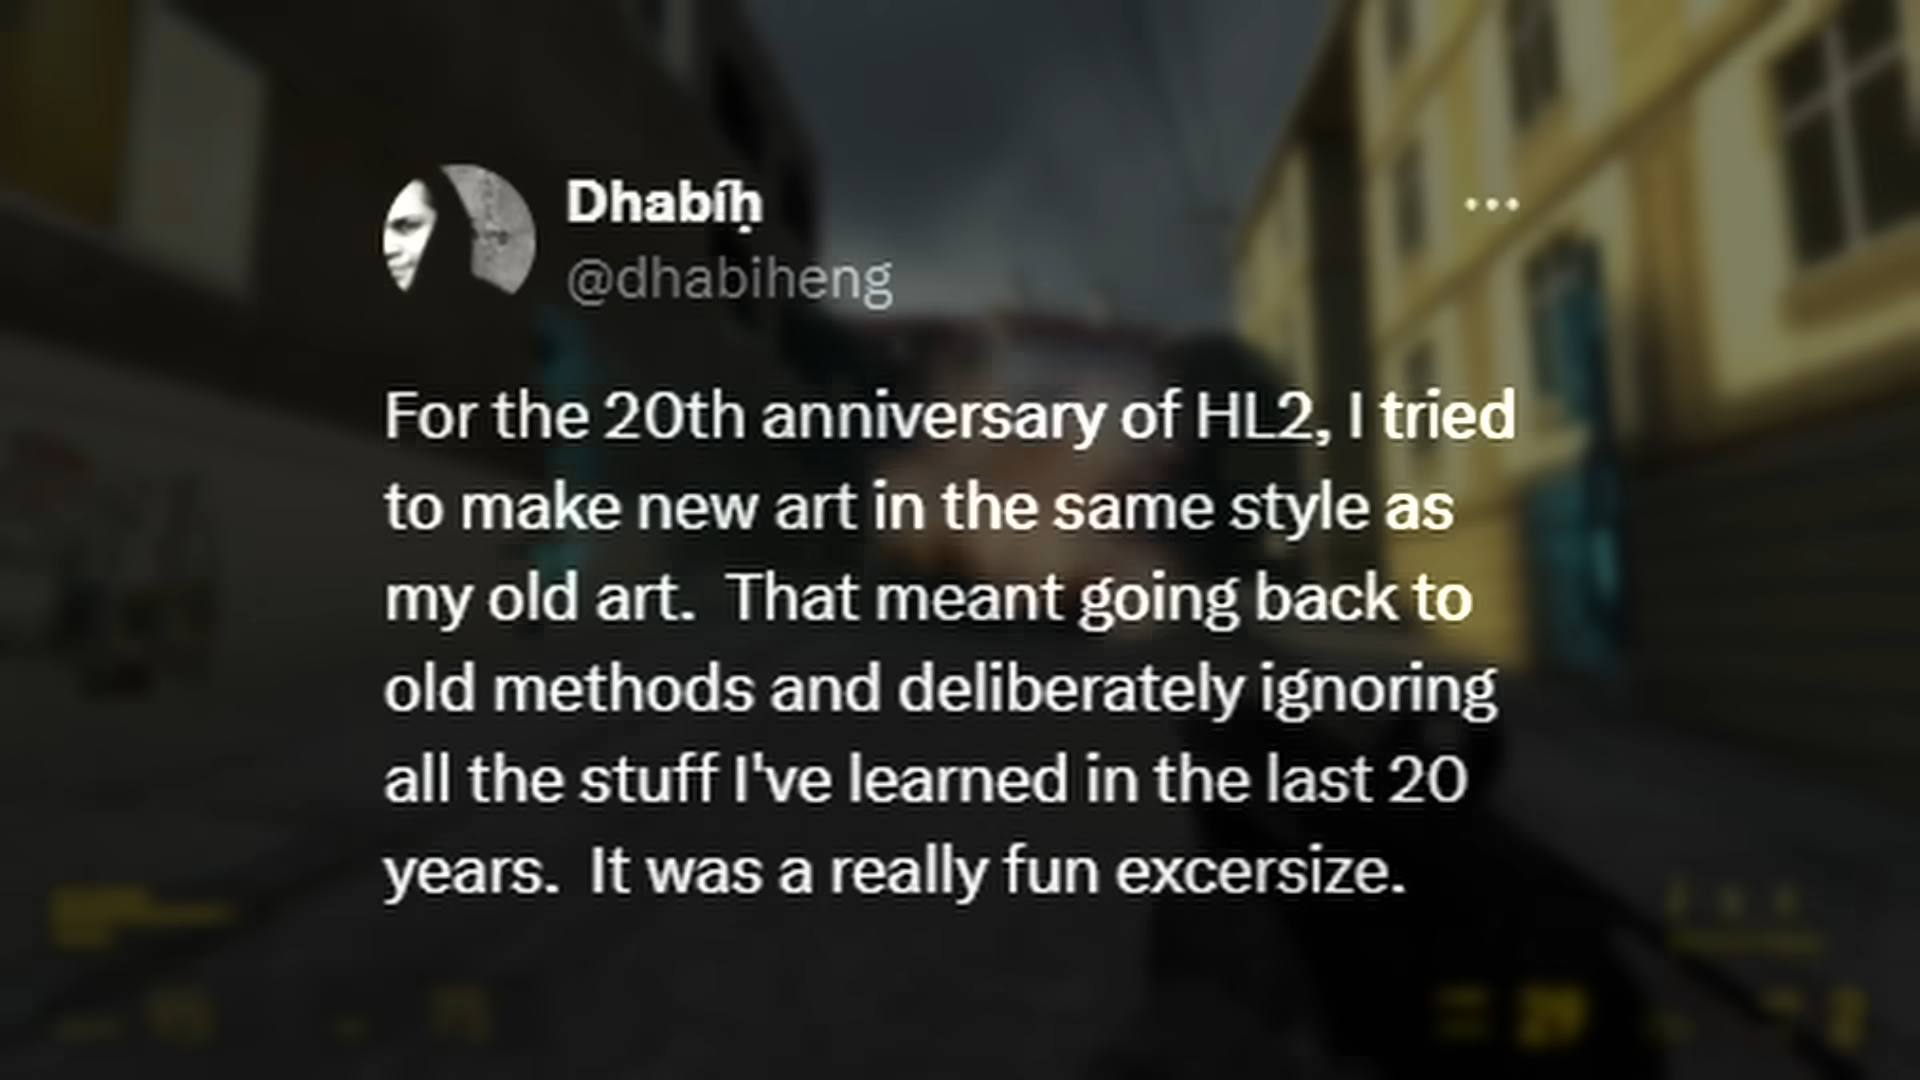 Dhabíḥ
...
@dhabiheng
For the 20th anniversary of HL2, I tried
to make new art in the same style as
my old art.  That meant going back to
old methods and deliberately ignoring
all the stuff I've learned in the last 20
years.  It was a really fun excersize.